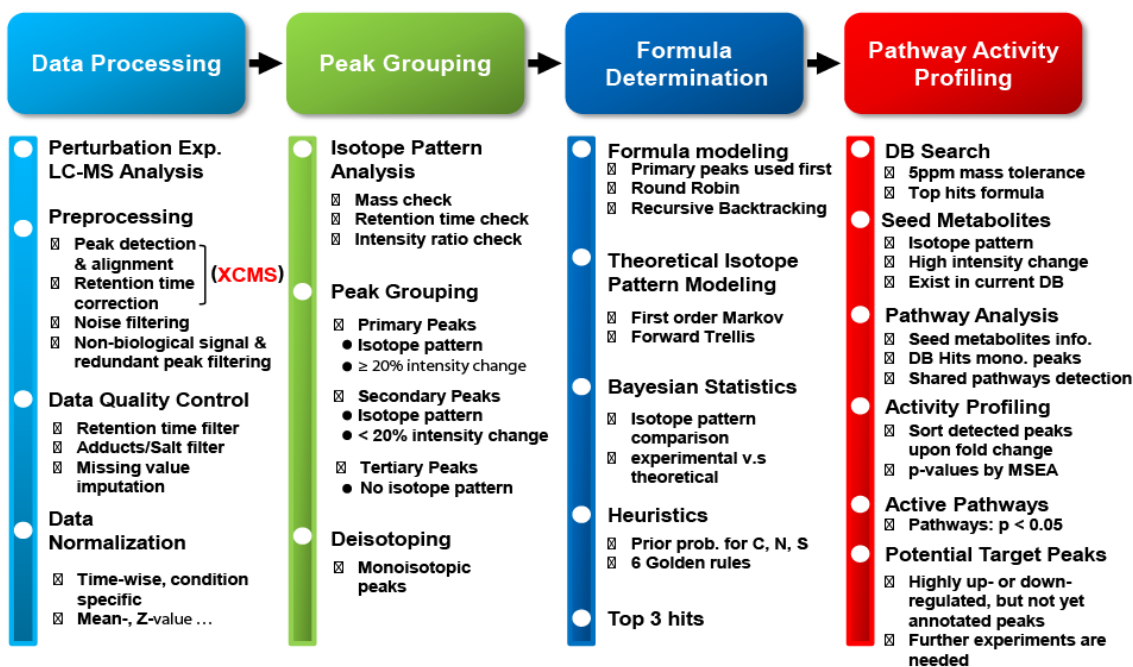 Data Processing
Peak Grouping
Formula
Determination
Pathway Activity
Profiling
Perturbation Exp.
LC-MS Analysis
Preprocessing
Peak detection
& alignment
Retention time
correction
(XCMS)
Noise filtering
Non-biological signal &
redundant peak filtering
Data Quality Control
Retention time filter
Adducts/Salt filter
Missing value
imputation
Data
Normalization
Time-wise, condition
specific
Mean-, Z-value ...
Isotope Pattern
Analysis
Mass check
Retention time check
Intensity ratio check
Peak Grouping
Primary Peaks
● Isotope pattern
● ≥ 20% intensity change
Secondary Peaks
● Isotope pattern
● < 20% intensity change
Tertiary Peaks
● No isotope pattern
Deisotoping
Monoisotopic
peaks
Formula modeling
Primary peaks used first
Round Robin
Recursive Backtracking
Theoretical Isotope
Pattern Modeling
First order Markov
Forward Trellis
Bayesian Statistics
Isotope pattern
comparison
experimental v.s
theoretical
Heuristics
Prior prob. for C, N, S
6 Golden rules
Top 3 hits
DB Search
5ppm mass tolerance
Top hits formula
Seed Metabolites
Isotope pattern
High intensity change
Exist in current DB
Pathway Analysis
Seed metabolites info.
DB Hits mono. peaks
Shared pathways detection
Activity Profiling
Sort detected peaks
upon fold change
p-values by MSEA
Active Pathways
Pathways: p < 0.05
Potential Target Peaks
Highly up- or down-
regulated, but not yet
annotated peaks
Further experiments are
needed